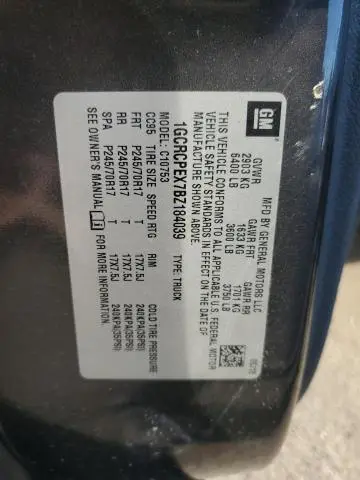 GM
MFD BY GENERAL MOTORS LLC
GVWR GAWR FRT GAWR RR
2903 KG 1633 KG 1701 KG
6400 LB 3600 LB 3750 LB
THIS VEHICLE CONFORMS TO ALL APPLICABLE U.S. FEDERAL MOTOR
VEHICLE SAFETY STANDARDS IN EFFECT ON THE DATE OF
MANUFACTURE SHOWN ABOVE.
1GCRCPEX7BZ184039 TYPE: TRUCK
MODEL: C10753
CC95 TIRE SIZE SPEED RTG RIM COLD TIRE PRESSURE
FRT P245/70R17 T 17X7.5J 240KPA(35PSI)
RR P245/70R17 T 17X7.5J 240KPA(35PSI)
SPA P245/70R17 T 17X7.5J 240KPA(35PSI)
SEE OWNER'S MANUAL FOR MORE INFORMATION.